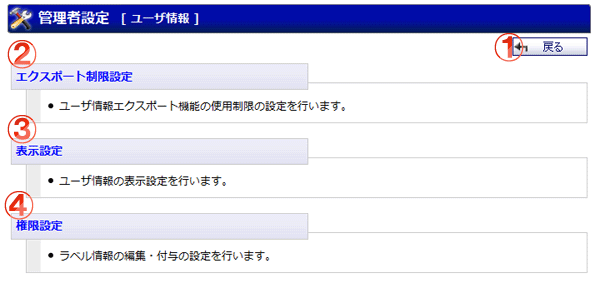 管理者設定 [ ユーザ情報 ]
① 戻る
②
エクスポート制限設定
● ユーザ情報エクスポート機能の使用制限の設定を行います。
③
表示設定
● ユーザ情報の表示設定を行います。
④
権限設定
● ラベル情報の編集・付与の設定を行います。